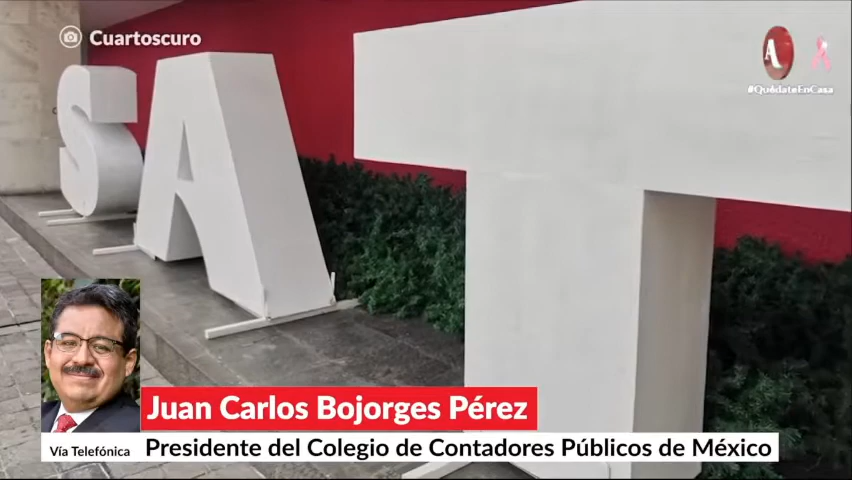 Cuartoscuro
A
#QuédateEnCasa
SAT
Juan Carlos Bojorges Pérez
Vía Telefónica
Presidente del Colegio de Contadores Públicos de México